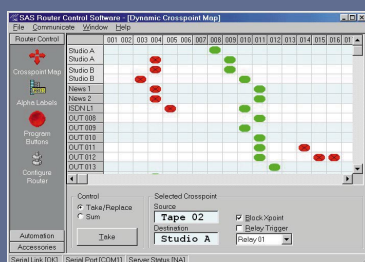 SAS Router Control Software - [Dynamic Crosspoint Map]
File Communicate Window Help
Router Control
001 002 003 004 005 006 007 008 009 010 011 012 013 014 015 016 01
Studio A
Studio A
Studio B
Studio B
News 1
News 2
ISDN L1
OUT 008
OUT 009
OUT 010
OUT 011
OUT 012
OUT 013
Crosspoint Map
Alpha Labels
Program Buttons
Configure Router
Automation
Accessories
Control
Take/Replace
Sum
Take
Selected Crosspoint
Source
Tape 02
Destination
Studio A
Block Xpoint
Relay Trigger
Relay 01
Serial Link [OK] Serial Port [COM1] Server Status [NA]